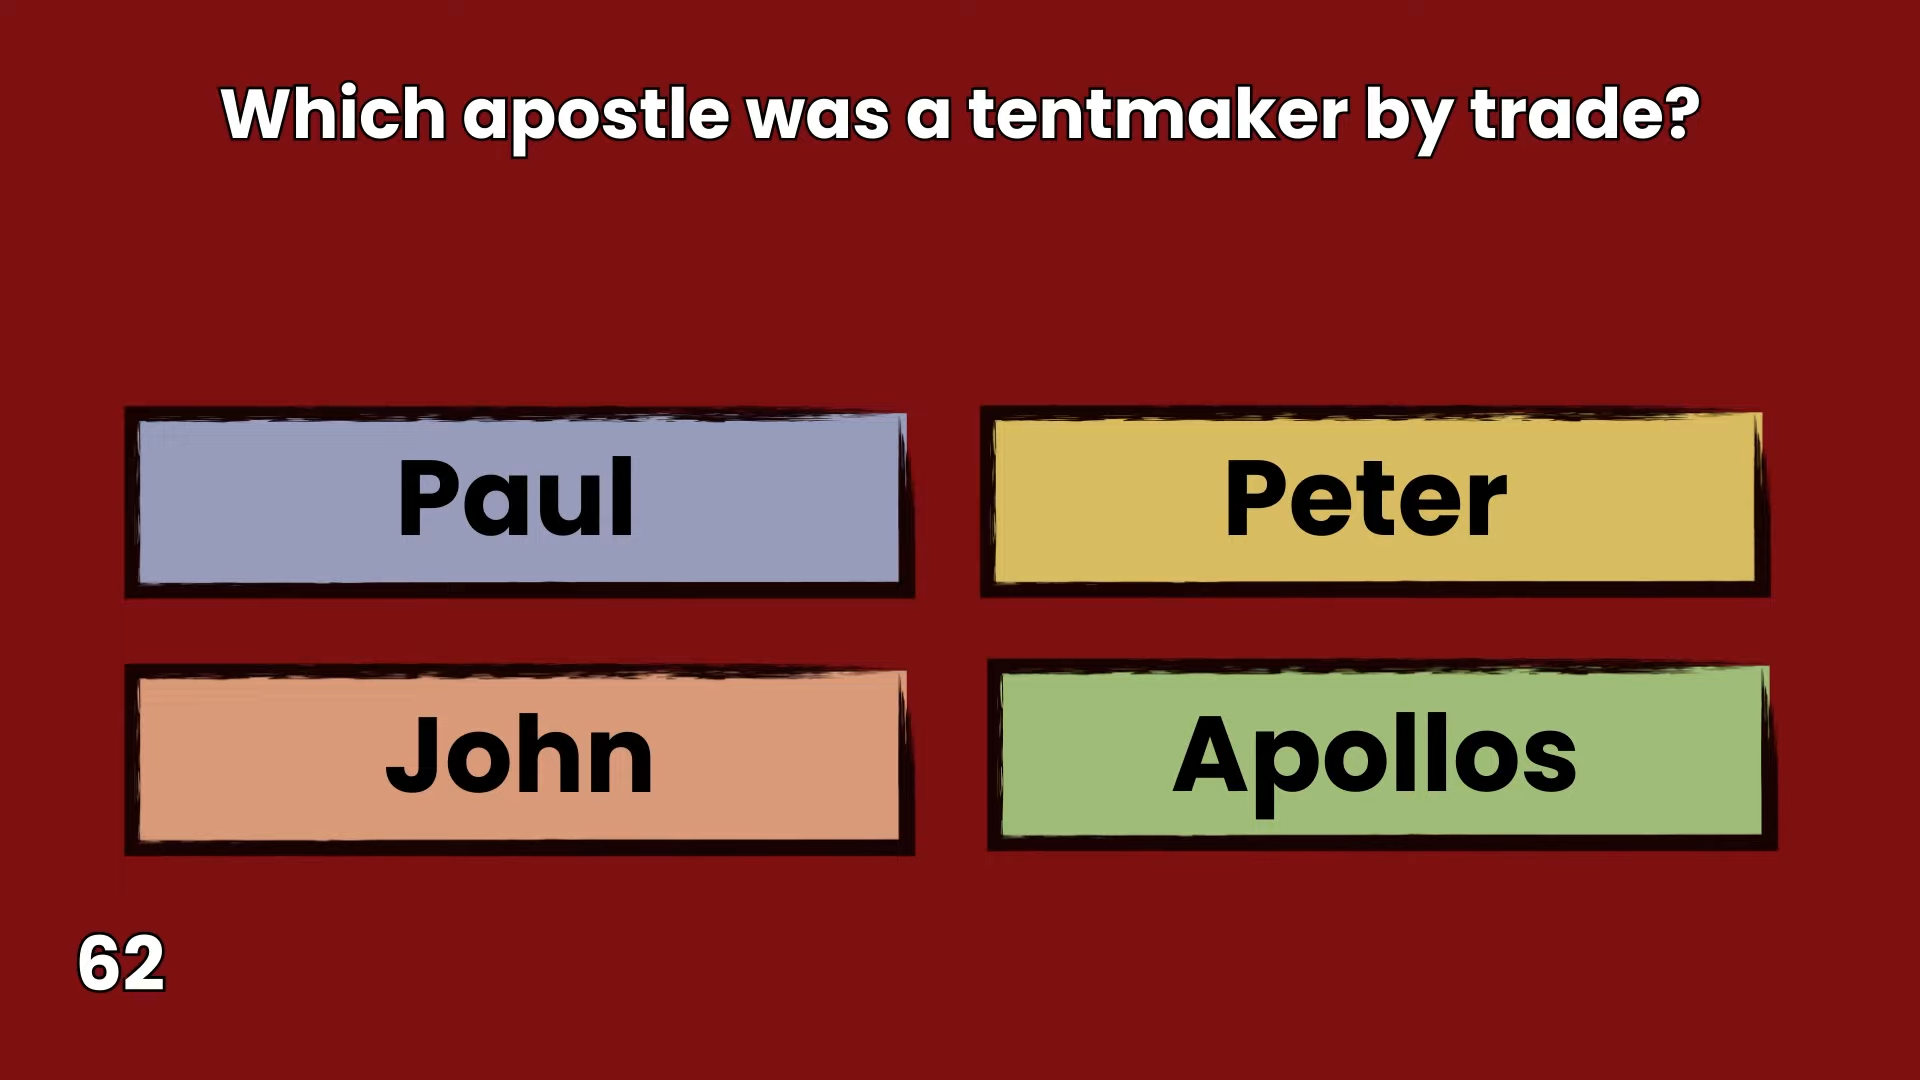 Which apostle was a tentmaker by trade?
Paul
Peter
John
Apollos
62